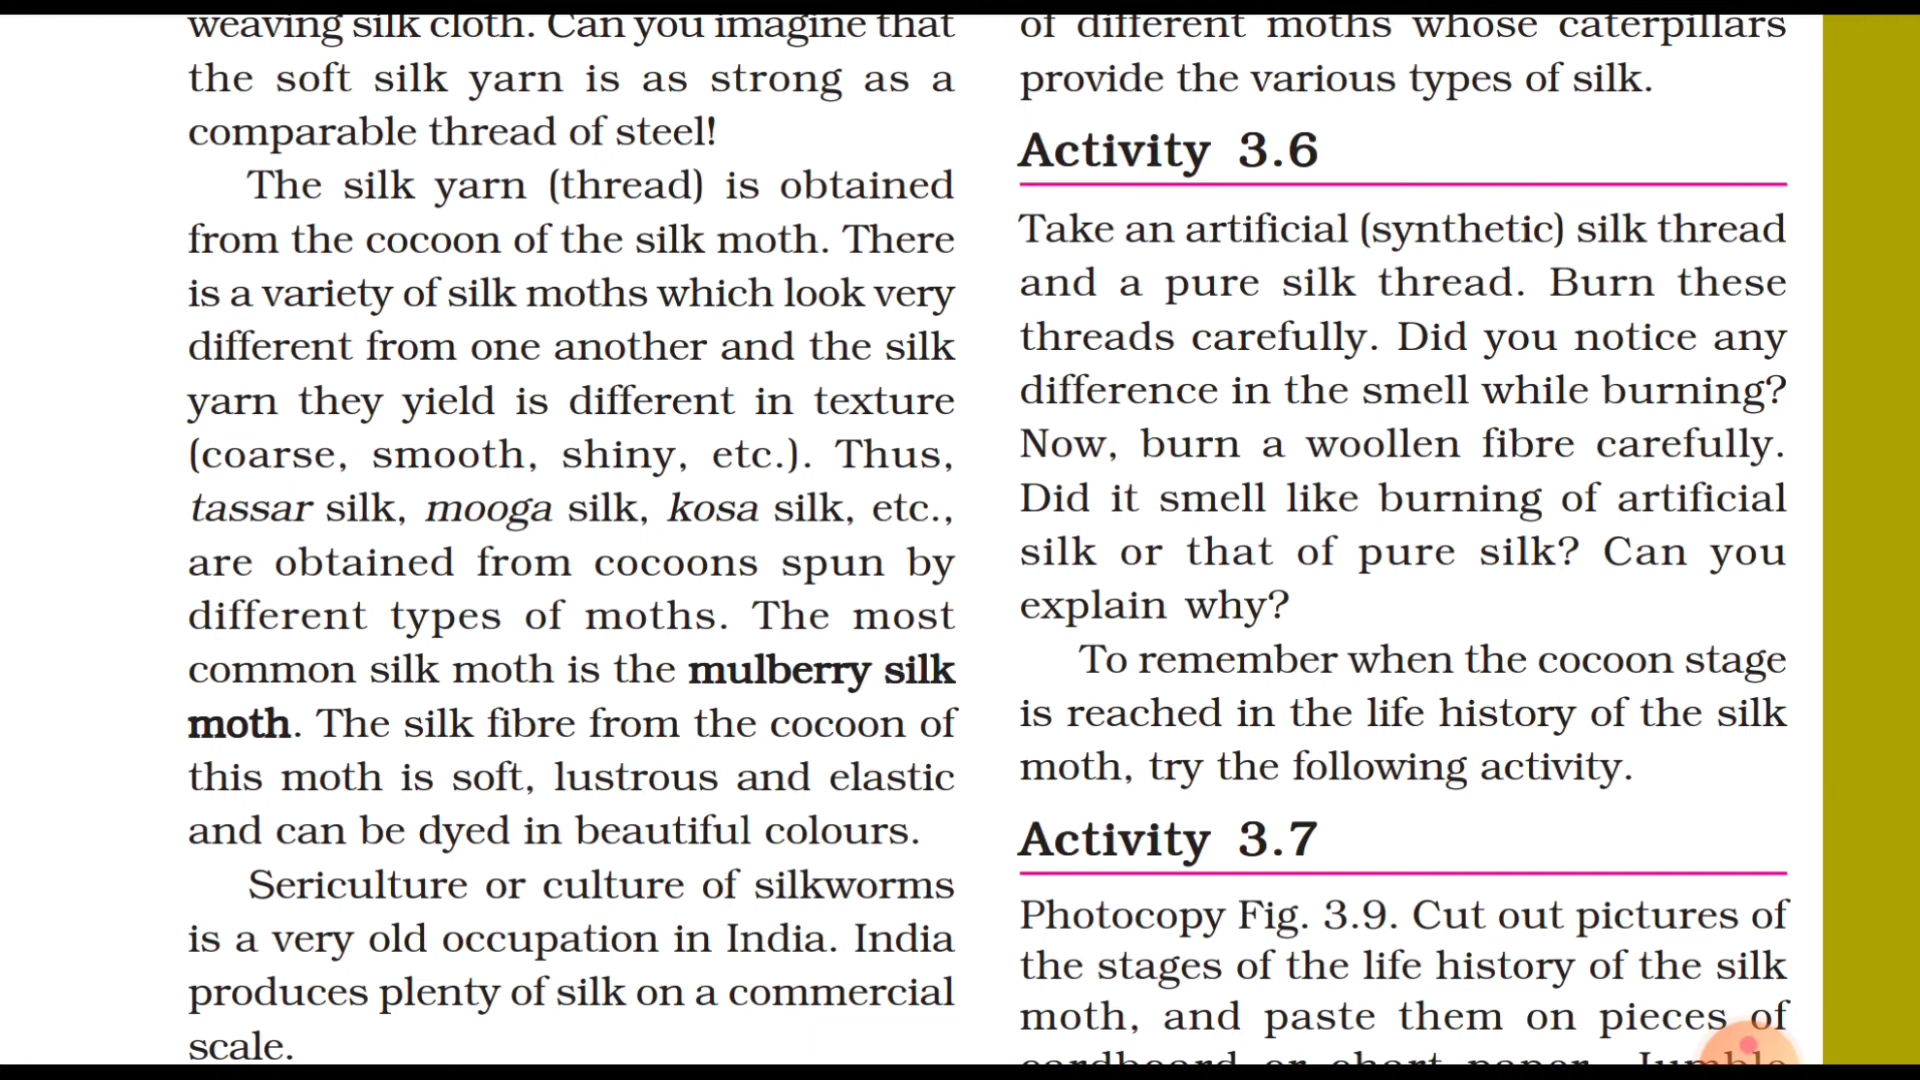 weaving silk cloth. Can you imagine that
the soft silk yarn is as strong as a
comparable thread of steel!
The silk yarn (thread) is obtained
from the cocoon of the silk moth. There
is a variety of silk moths which look very
different from one another and the silk
yarn they yield is different in texture
(coarse, smooth, shiny, etc.). Thus,
tassar silk, mooga silk, kosa silk, etc.,
are obtained from cocoons spun by
different types of moths. The most
common silk moth is the mulberry silk
moth. The silk fibre from the cocoon of
this moth is soft, lustrous and elastic
and can be dyed in beautiful colours.
Sericulture or culture of silkworms
is a very old occupation in India. India
produces plenty of silk on a commercial
scale.
of different moths whose caterpillars
provide the various types of silk.
Activity 3.6
Take an artificial (synthetic) silk thread
and a pure silk thread. Burn these
threads carefully. Did you notice any
difference in the smell while burning?
Now, burn a woollen fibre carefully.
Did it smell like burning of artificial
silk or that of pure silk? Can you
explain why?
To remember when the cocoon stage
is reached in the life history of the silk
moth, try the following activity.
Activity 3.7
Photocopy Fig. 3.9. Cut out pictures of
the stages of the life history of the silk
moth, and paste them on pieces of
cardboard or chart paper. Jumble